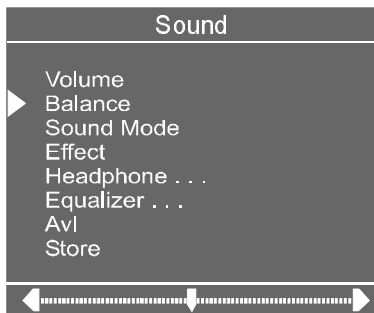 Sound
Volume
Balance
Sound Mode
Effect
Headphone . . .
Equalizer . . .
Avl
Store